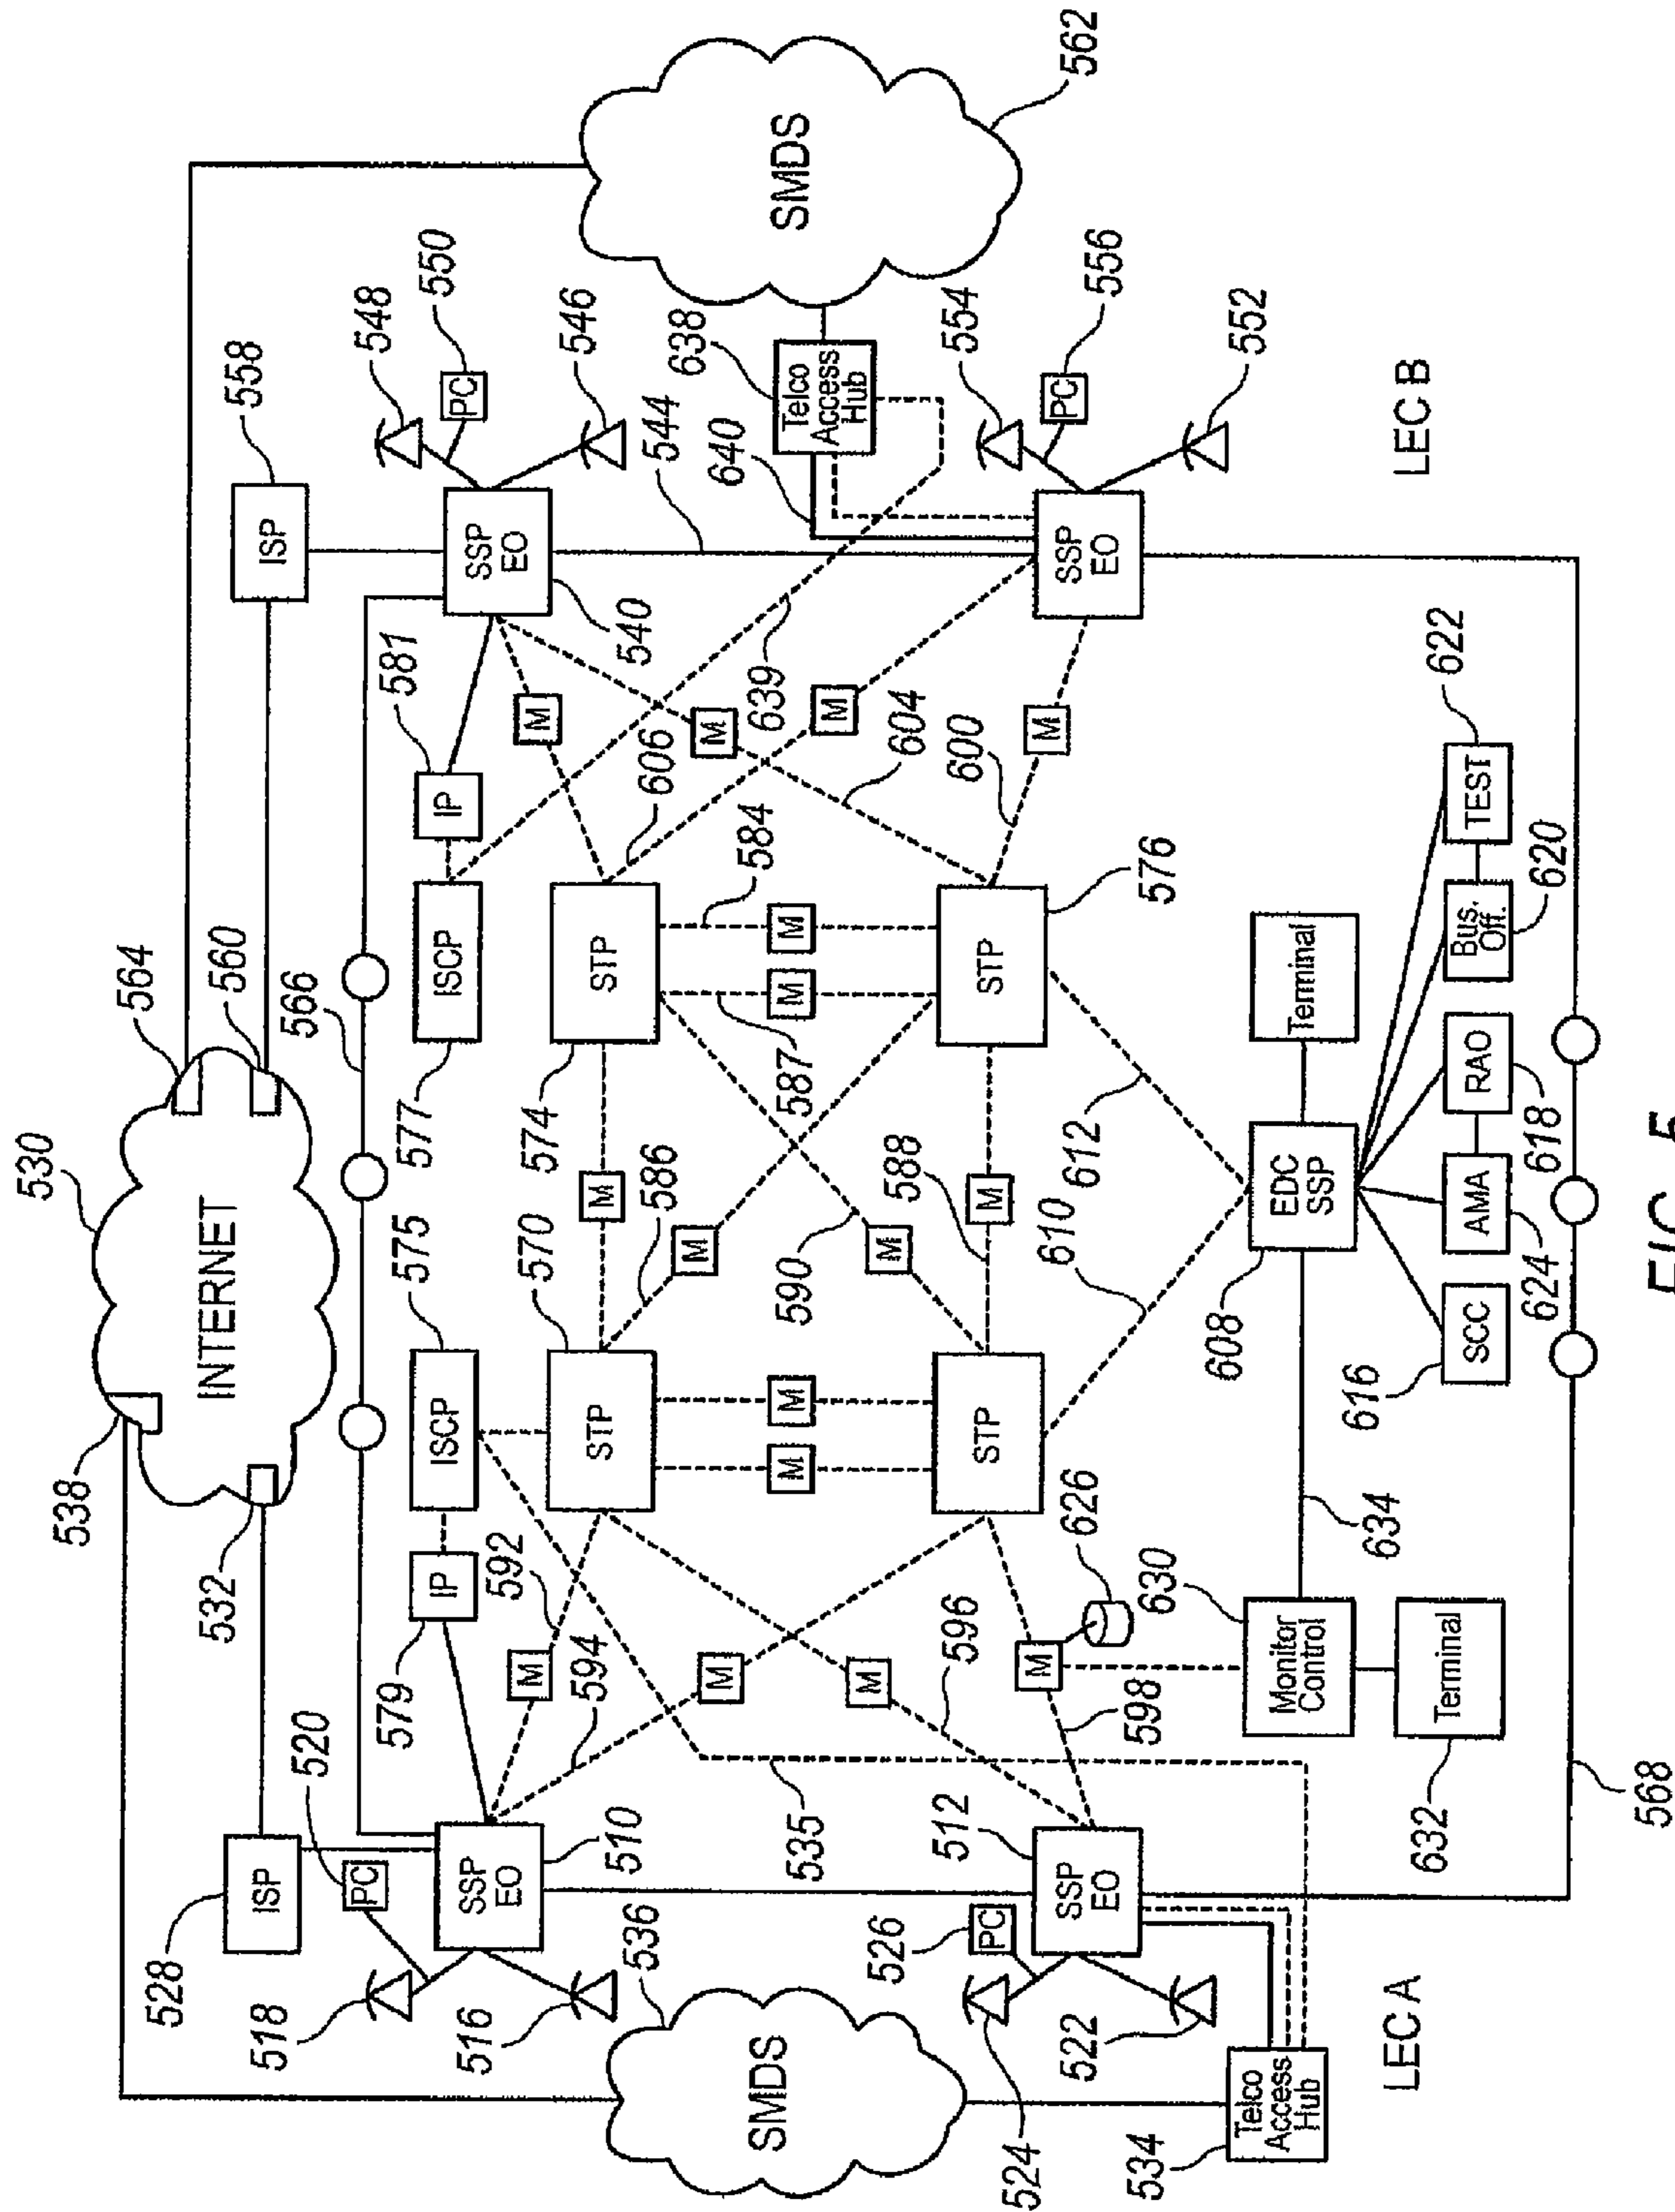 530
INTERNET
538
532
564
560
566
528
ISP
558
ISP
518
520
PC
516
SSP
EO
510
579
IP
575
ISCP
577
ISCP
581
IP
SSP
EO
540
548
PC
550
546
544
536
SMDS
SMDS
562
592
M
594
M
570
STP
M
574
STP
M
606
M
639
M
640
638
Telco
Access
Hub
586
M
587
M
584
M
M
M
590
M
604
535
596
M
524
526
PC
522
SSP
EO
512
598
M
626
STP
588
M
STP
576
600
M
SSP
EO
554
PC
556
552
534
Telco
Access
Hub
LEC A
LEC B
630
Monitor
Control
634
610
612
608
EDC
SSP
Terminal
632
Terminal
616
SCC
624
AMA
618
RAO
Bus.
Off.
620
TEST
622
568
FIG. 5